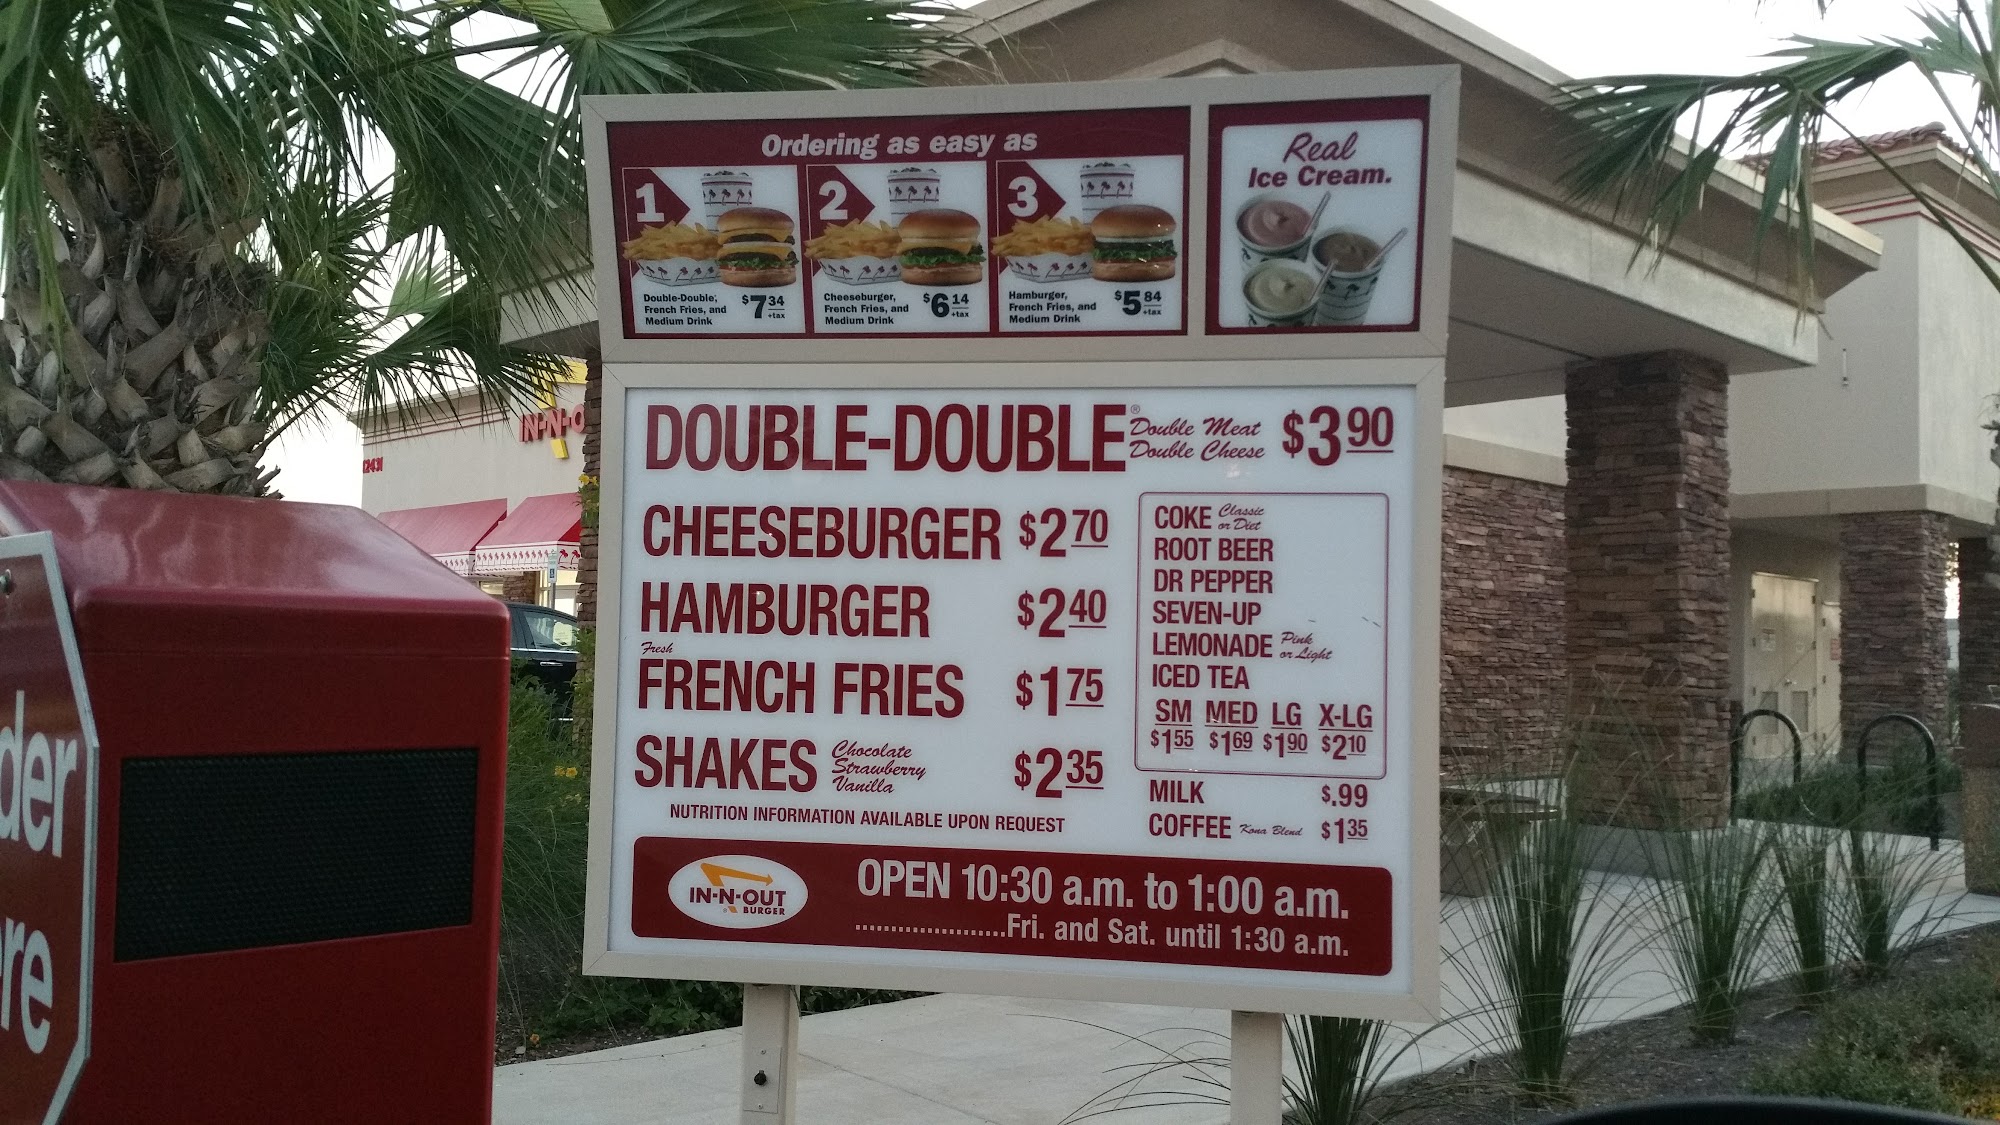 Ordering as easy as
1
Double-Double,
French Fries, and
Medium Drink
$7 34
+tax
2
Cheeseburger,
French Fries, and
Medium Drink
$6 14
+tax
3
Hamburger,
French Fries, and
Medium Drink
$5 84
+tax
Real
Ice Cream.
DOUBLE-DOUBLE® Double Meat
Double Cheese
$3 90
CHEESEBURGER $2 70
HAMBURGER $2 40
Fresh
FRENCH FRIES $1 75
SHAKES Chocolate
Strawberry
Vanilla
$2 35
NUTRITION INFORMATION AVAILABLE UPON REQUEST
COKE Classic
or Diet
ROOT BEER
DR PEPPER
SEVEN-UP
LEMONADE Pink
or Light
ICED TEA
SM MED LG X-LG
$1 55 $1 69 $1 90 $2 10
MILK $.99
COFFEE Kona Blend $1 35
IN-N-OUT
® BURGER
OPEN 10:30 a.m. to 1:00 a.m.
.....................Fri. and Sat. until 1:30 a.m.
IN-N-O
2431
der
re